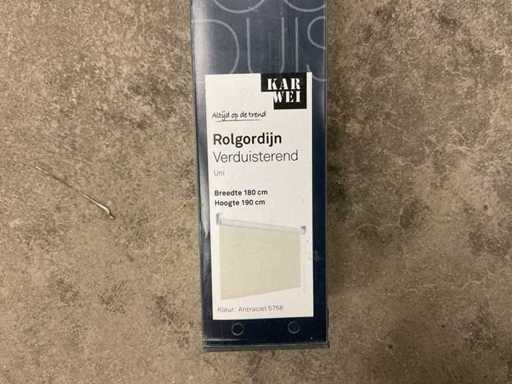 KAR
WEI
Altijd op de trend
Rolgordijn
Verduisterend
Uni
Breedte 180 cm
Hoogte 190 cm
Kleur: Antraciet 5758